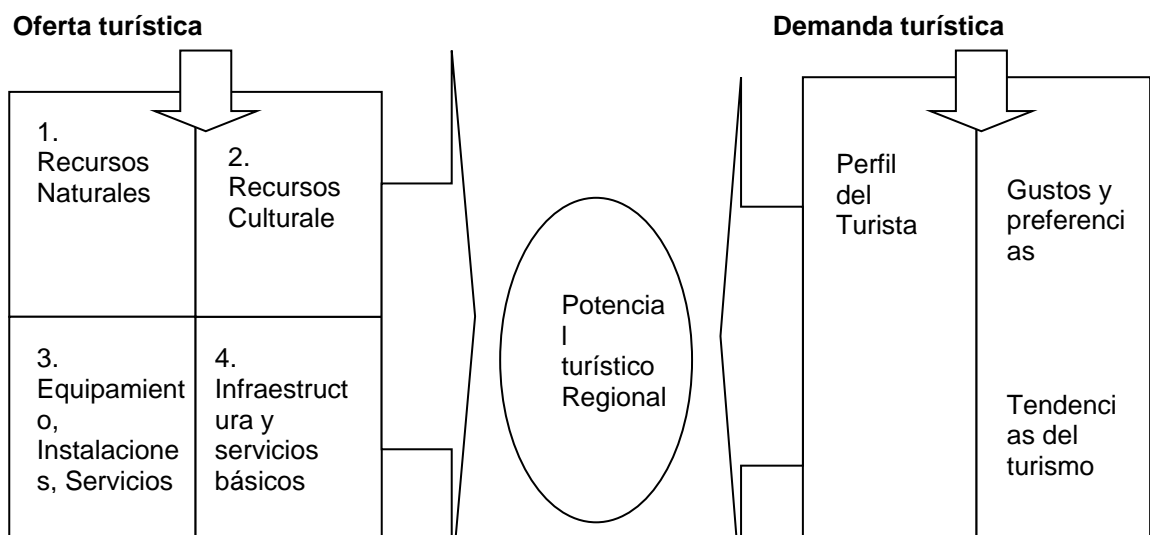 Oferta turística
Demanda turística
1.
Recursos
Naturales
2.
Recursos
Culturale
3.
Equipamient
o,
Instalacione
s, Servicios
4.
Infraestruct
ura y
servicios
básicos
Potencia
l
turístico
Regional
Perfil
del
Turista
Gustos y
preferenci
as
Tendenci
as del
turismo